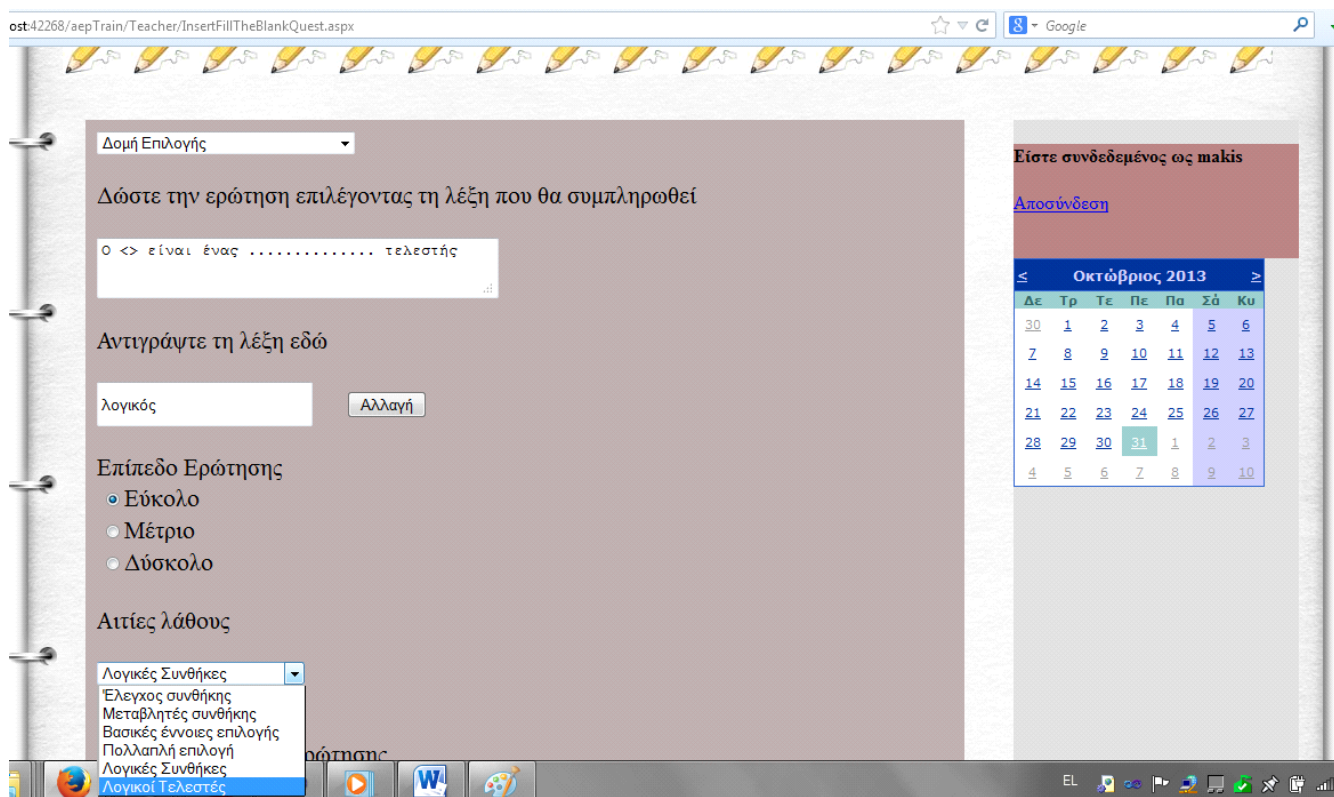 ost:42268/aepTrain/Teacher/InsertFillTheBlankQuest.aspx
8 Google
Δομή Επιλογής
Δώστε την ερώτηση επιλέγοντας τη λέξη που θα συμπληρωθεί
Ο <> είναι ένας .............. τελεστής
Αντιγράψτε τη λέξη εδώ
λογικός
Αλλαγή
Επίπεδο Ερώτησης
Εύκολο
Μέτριο
Δύσκολο
Αιτίες λάθους
Λογικές Συνθήκες
Έλεγχος συνθήκης
Μεταβλητές συνθήκης
Βασικές έννοιες επιλογής
Πολλαπλή επιλογή
Λογικές Συνθήκες
Λογικοί Τελεστές
ρώτησης
Είστε συνδεδεμένος ως makis
Αποσύνδεση
< Οκτώβριος 2013 >
Δε Τρ Τε Πε Πα Σά Κυ
30 1 2 3 4 5 6
7 8 9 10 11 12 13
14 15 16 17 18 19 20
21 22 23 24 25 26 27
28 29 30 31 1 2 3
4 5 6 7 8 9 10
W
EL